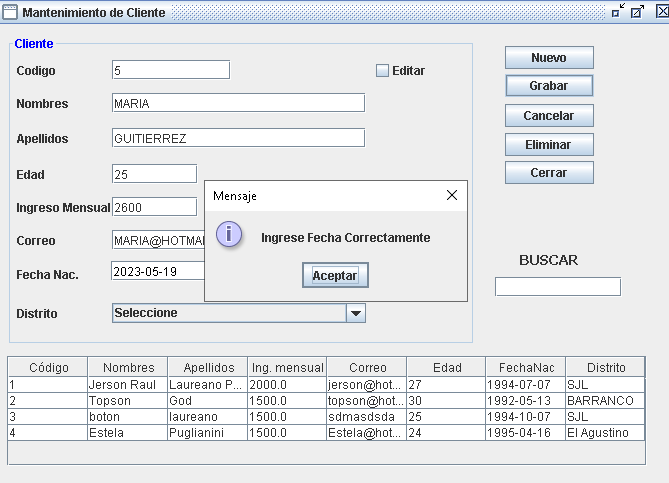 Mantenimiento de Cliente
Cliente
Codigo 5 Editar
Nombres MARIA
Apellidos GUITIERREZ
Edad 25
Ingreso Mensual 2600
Correo MARIA@HOTMA
Fecha Nac. 2023-05-19
Distrito Seleccione
Nuevo
Grabar
Cancelar
Eliminar
Cerrar
BUSCAR
Mensaje
Ingrese Fecha Correctamente
Aceptar
Código Nombres Apellidos Ing. mensual Correo Edad FechaNac Distrito
1 Jerson Raul Laureano P... 2000.0 jerson@hot... 27 1994-07-07 SJL
2 Topson God 1500.0 topson@hot... 30 1992-05-13 BARRANCO
3 boton laureano 1500.0 sdmasdsda 25 1994-10-07 SJL
4 Estela Puglianini 1500.0 Estela@hot... 24 1995-04-16 El Agustino